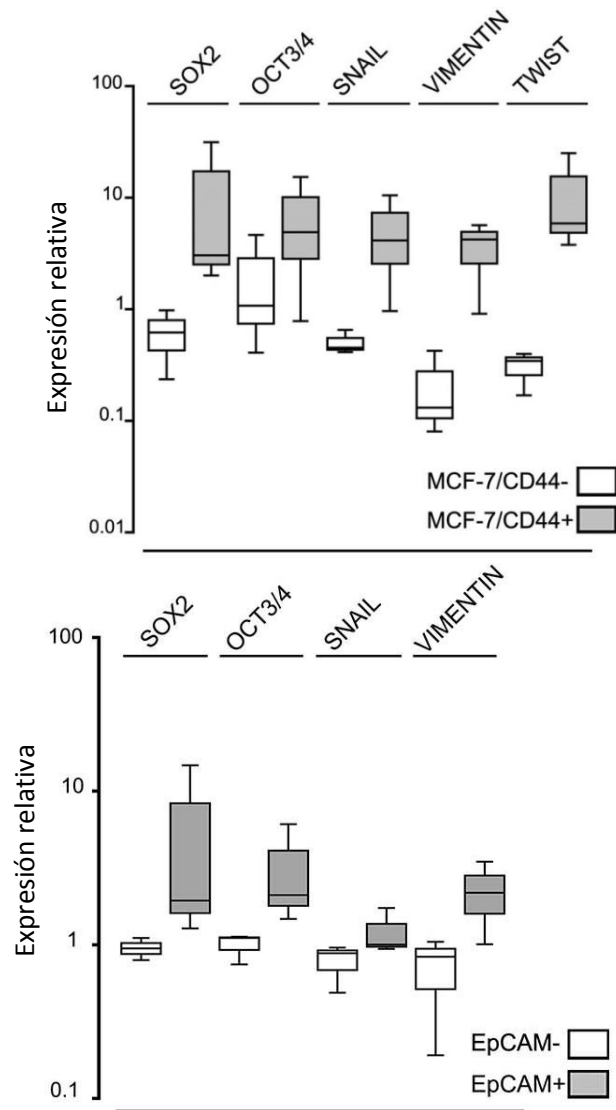 SOX2
OCT3/4
SNAIL
VIMENTIN
TWIST
100
10
1
0.1
0.01
Expresión relativa
MCF-7/CD44-
MCF-7/CD44+
SOX2
OCT3/4
SNAIL
VIMENTIN
100
10
1
0.1
Expresión relativa
EpCAM-
EpCAM+